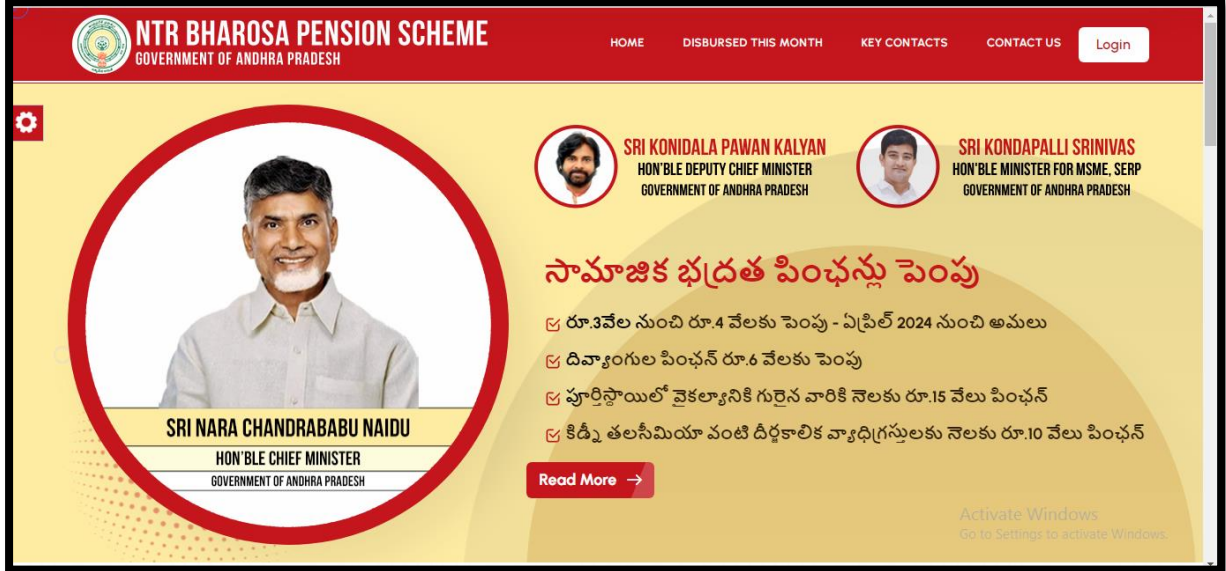 NTR BHAROSA PENSION SCHEME
GOVERNMENT OF ANDHRA PRADESH
HOME
DISBURSED THIS MONTH
KEY CONTACTS
CONTACT US
Login
SRI KONIDALA PAWAN KALYAN
HON'BLE DEPUTY CHIEF MINISTER
GOVERNMENT OF ANDHRA PRADESH
SRI KONDAPALLI SRINIVAS
HON'BLE MINISTER FOR MSME, SERP
GOVERNMENT OF ANDHRA PRADESH
సామాజిక భద్రత పింఛన్లు పెంపు
రూ.3వేల నుంచి రూ.4 వేలకు పెంపు - ఏప్రిల్ 2024 నుంచి అమలు
దివ్యాంగుల పింఛన్ రూ.6 వేలకు పెంపు
పూర్తిస్థాయిలో వైకల్యానికి గురైన వారికి నెలకు రూ.15 వేలు పింఛన్
కిడ్నీ తలసీమియా వంటి దీర్ఘకాలిక వ్యాధిగ్రస్తులకు నెలకు రూ.10 వేలు పింఛన్
Read More →
SRI NARA CHANDRABABU NAIDU
HON'BLE CHIEF MINISTER
GOVERNMENT OF ANDHRA PRADESH
Activate Windows
Go to Settings to activate Windows.